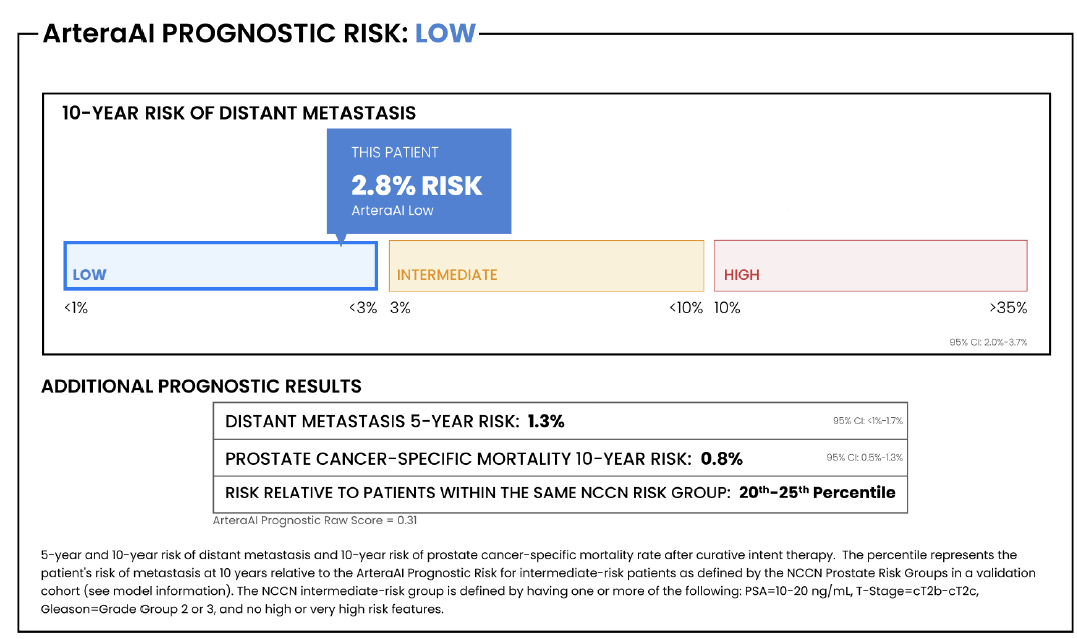 ArteraAI PROGNOSTIC RISK: LOW
10-YEAR RISK OF DISTANT METASTASIS
THIS PATIENT
2.8% RISK
ArteraAI Low
LOW
INTERMEDIATE
HIGH
<1%
<3%
3%
<10%
10%
>35%
95% CI: 2.0%-3.7%
ADDITIONAL PROGNOSTIC RESULTS
DISTANT METASTASIS 5-YEAR RISK: 1.3%
95% CI: <1%-1.7%
PROSTATE CANCER-SPECIFIC MORTALITY 10-YEAR RISK: 0.8%
95% CI: 0.5%-1.3%
RISK RELATIVE TO PATIENTS WITHIN THE SAME NCCN RISK GROUP: 20th-25th Percentile
ArteraAI Prognostic Raw Score = 0.31
5-year and 10-year risk of distant metastasis and 10-year risk of prostate cancer-specific mortality rate after curative intent therapy. The percentile represents the
patient's risk of metastasis at 10 years relative to the ArteraAI Prognostic Risk for intermediate-risk patients as defined by the NCCN Prostate Risk Groups in a validation
cohort (see model information). The NCCN intermediate-risk group is defined by having one or more of the following: PSA=10-20 ng/mL, T-Stage=cT2b-cT2c,
Gleason=Grade Group 2 or 3, and no high or very high risk features.